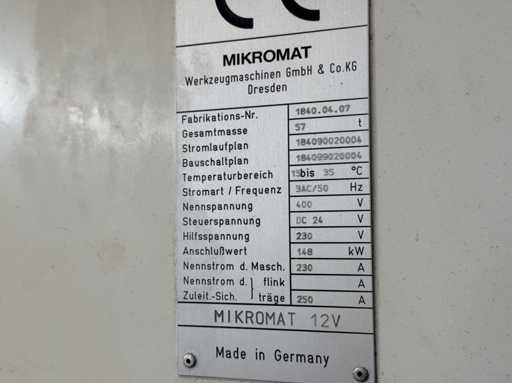 CE
MIKROMAT
Werkzeugmaschinen GmbH & Co.KG
Dresden
Fabrikations-Nr. 1840.04.07
Gesamtmasse 57 t
Stromlaufplan 184090020004
Bauschaltplan 184099020004
Temperaturbereich 15 bis 35 °C
Stromart / Frequenz 3AC/50 Hz
Nennspannung 400 V
Steuerspannung DC 24 V
Hilfsspannung 230 V
Anschlußwert 148 kW
Nennstrom d. Masch. 230 A
Nennstrom d. } flink A
Zuleit.-Sich. } träge 250 A
MIKROMAT 12V
Made in Germany